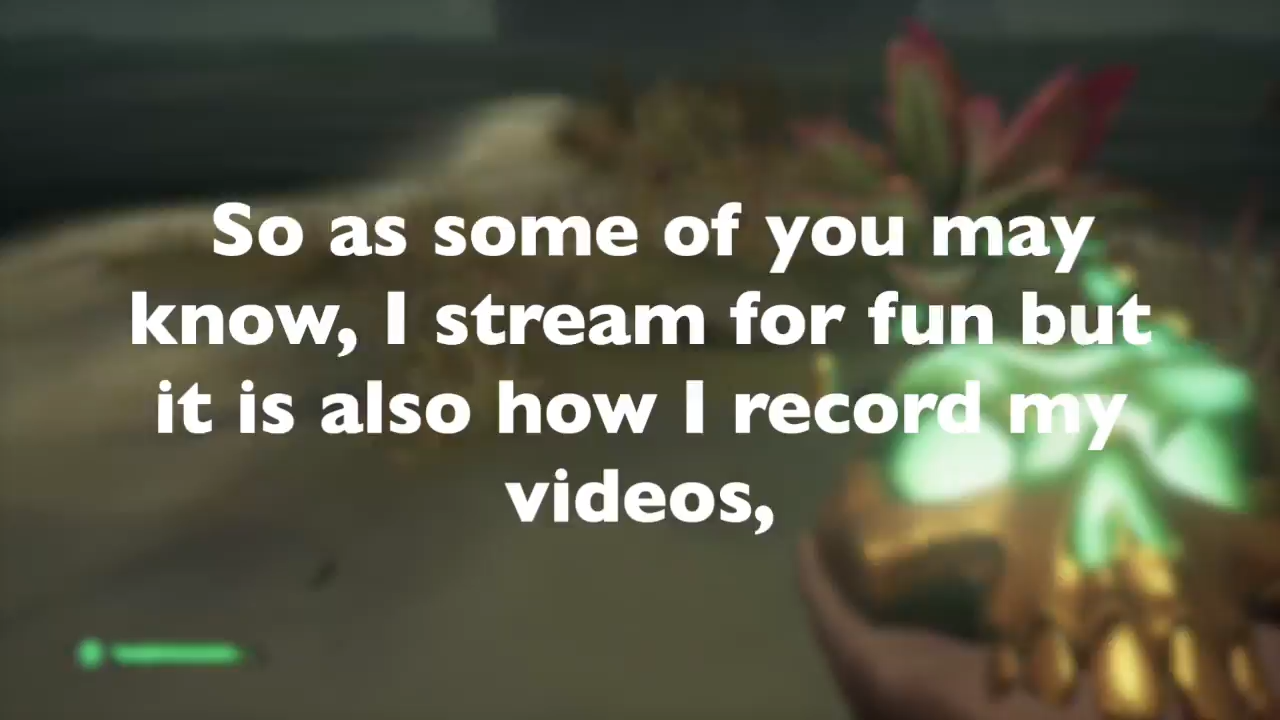 So as some of you may
know, I stream for fun but
it is also how I record my
videos,